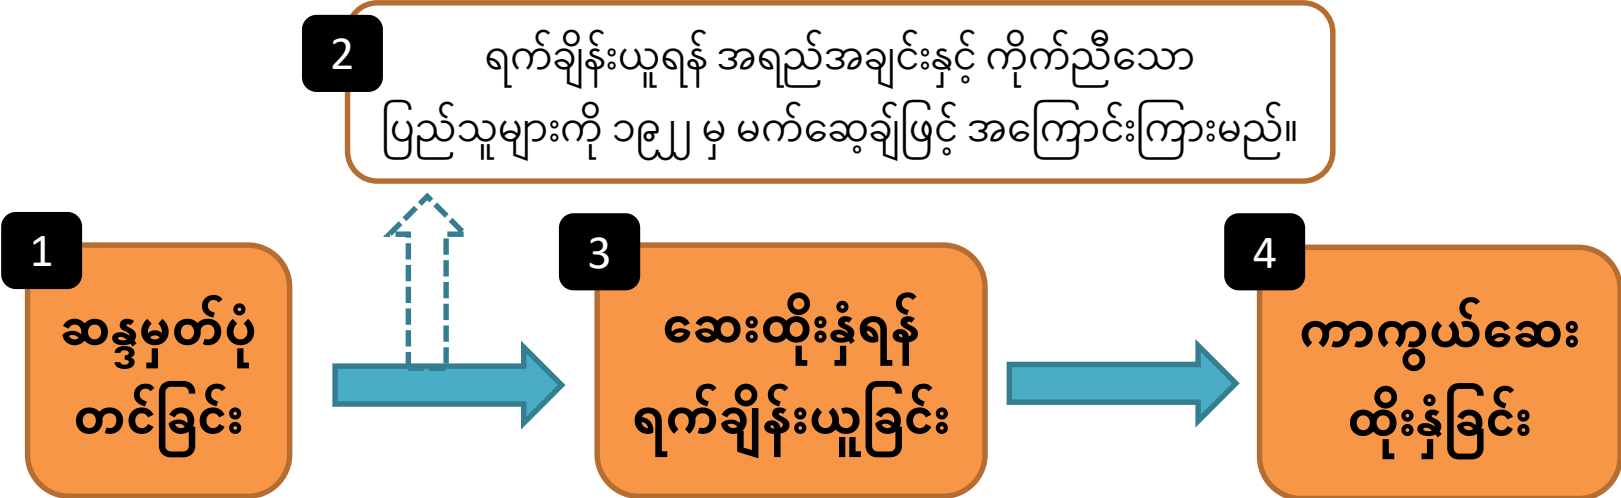 2
ရက်ချိန်းယူရန် အရည်အချင်းနှင့် ကိုက်ညီသော
ပြည်သူများကို ၁၉၂၂ မှ မက်ဆေ့ချ်ဖြင့် အကြောင်းကြားမည်။
1
ဆန္ဒမှတ်ပုံ
တင်ခြင်း
3
ဆေးထိုးနှံရန်
ရက်ချိန်းယူခြင်း
4
ကာကွယ်ဆေး
ထိုးနှံခြင်း